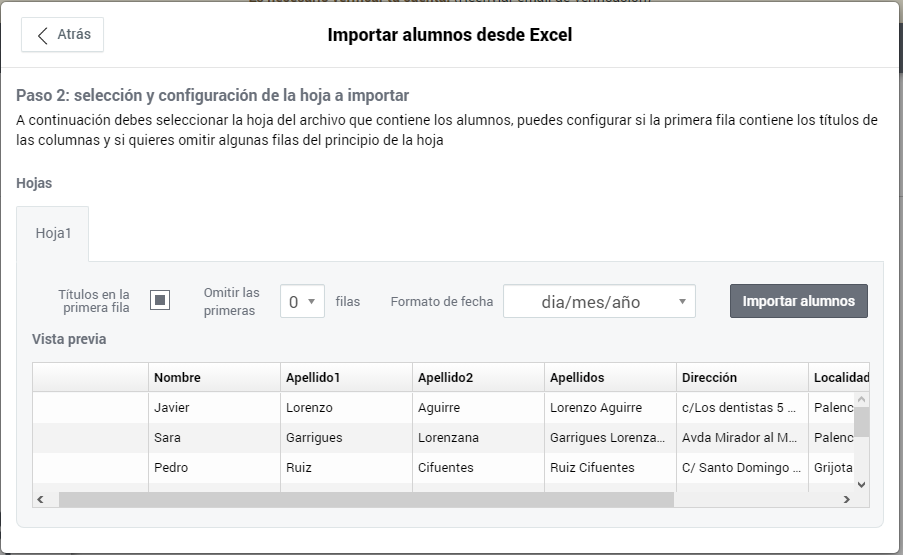 Atrás
Importar alumnos desde Excel
Paso 2: selección y configuración de la hoja a importar
A continuación debes seleccionar la hoja del archivo que contiene los alumnos, puedes configurar si la primera fila contiene los títulos de
las columnas y si quieres omitir algunas filas del principio de la hoja
Hojas
Hoja1
Títulos en la
primera fila
Omitir las
primeras
0
filas
Formato de fecha
dia/mes/año
Importar alumnos
Vista previa
Nombre Apellido1 Apellido2 Apellidos Dirección Localidad
Javier Lorenzo Aguirre Lorenzo Aguirre c/Los dentistas 5 ... Palenc
Sara Garrigues Lorenzana Garrigues Lorenza... Avda Mirador al M... Palenc
Pedro Ruiz Cifuentes Ruiz Cifuentes C/ Santo Domingo ... Grijota